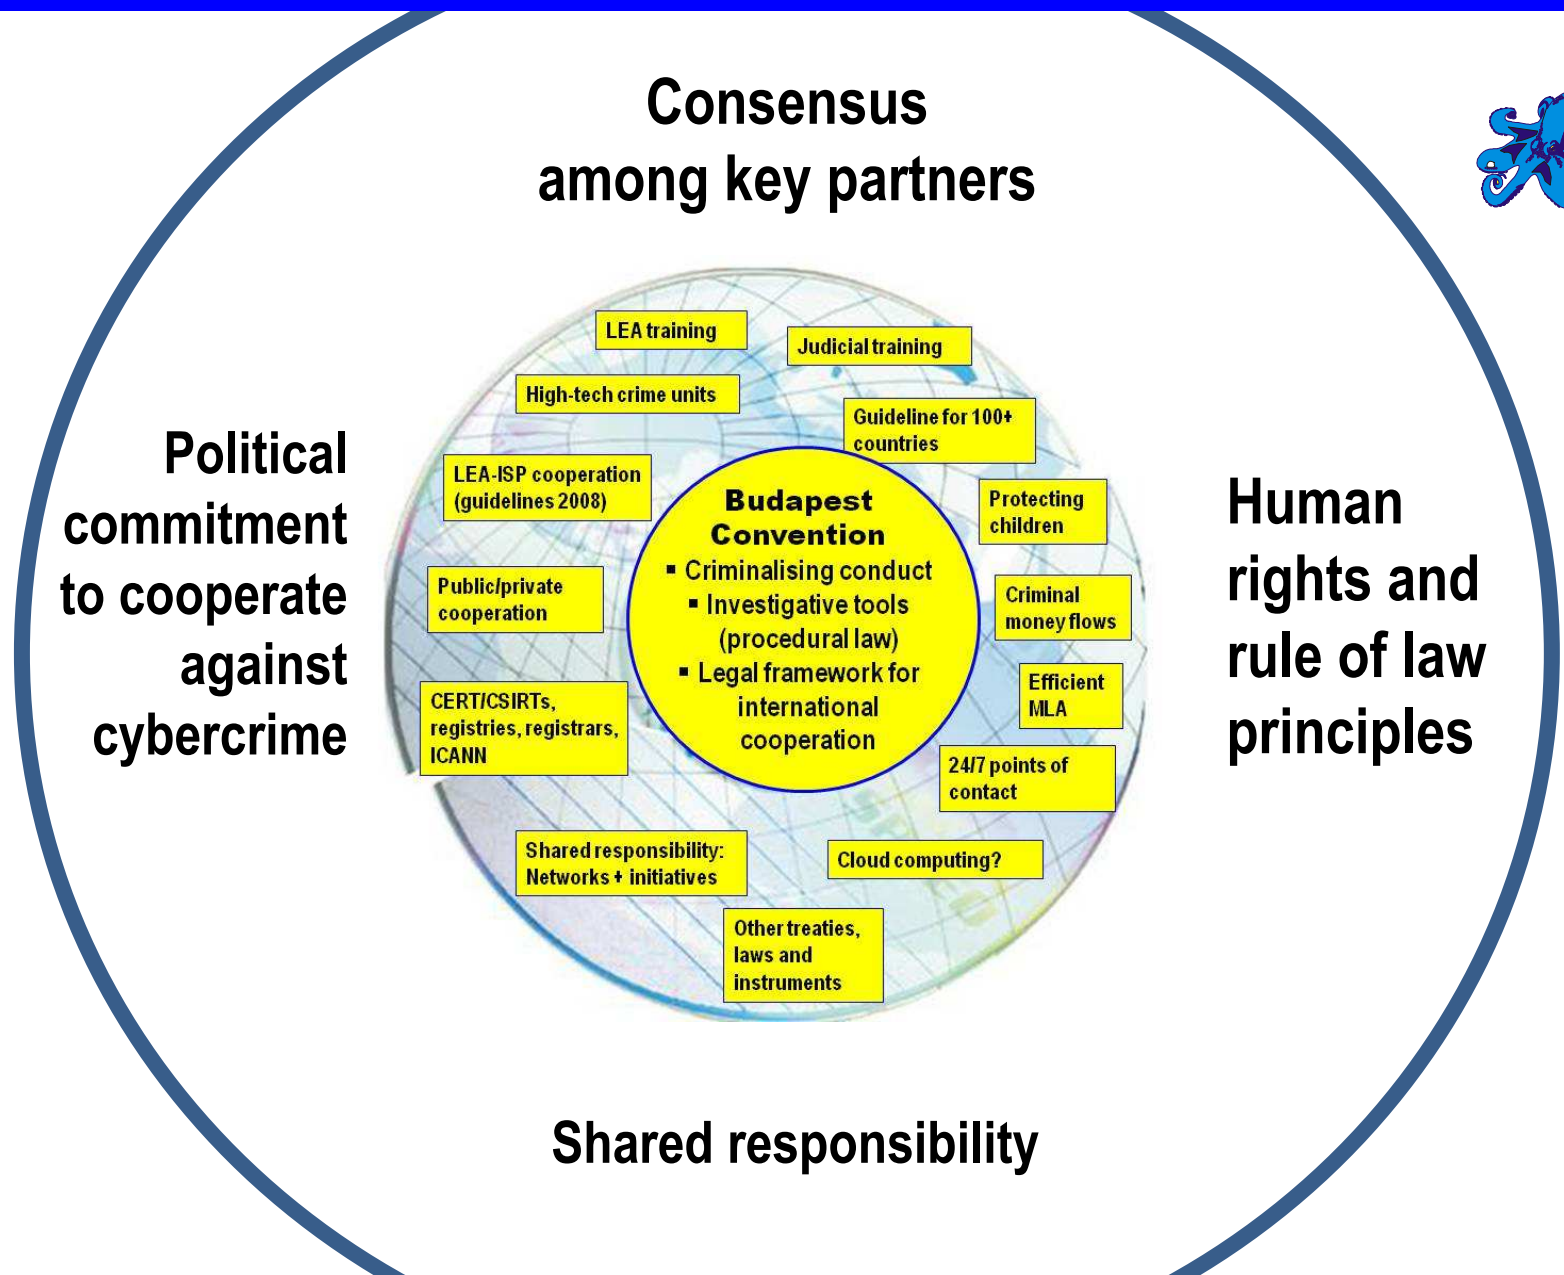 Consensus
among key partners
Political
commitment
to cooperate
against
cybercrime
LEA training
Judicial training
High-tech crime units
Guideline for 100+
countries
LEA-ISP cooperation
(guidelines 2008)
Protecting
children
Public/private
cooperation
Criminal
money flows
CERT/CSIRTs,
registries, registrars,
ICANN
Efficient
MLA
24/7 points of
contact
Shared responsibility:
Networks + initiatives
Cloud computing?
Other treaties,
laws and
instruments
Budapest
Convention
▪ Criminalising conduct
▪ Investigative tools
(procedural law)
▪ Legal framework for
international
cooperation
Human
rights and
rule of law
principles
Shared responsibility